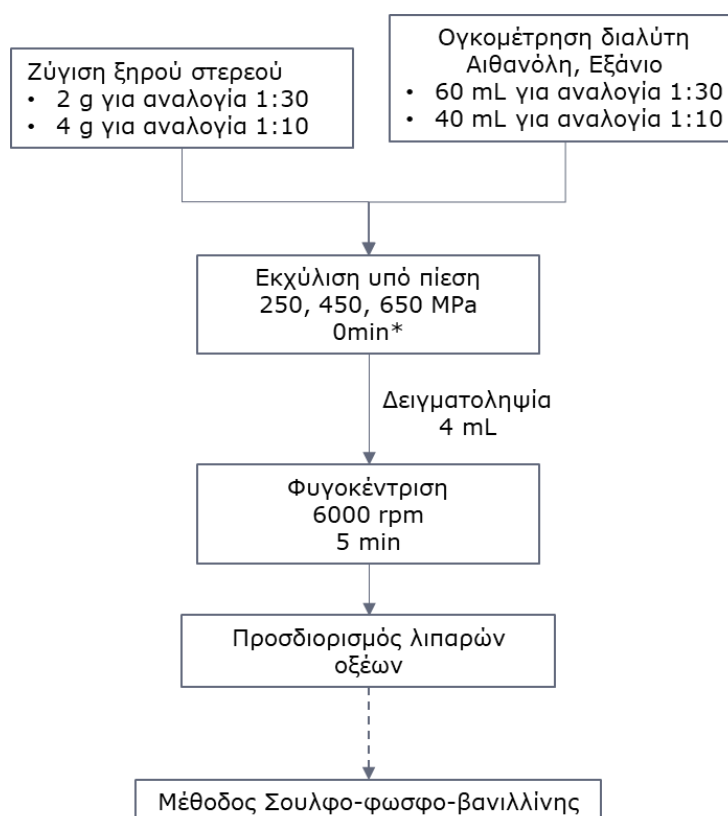 Ζύγιση ξηρού στερεού
• 2 g για αναλογία 1:30
• 4 g για αναλογία 1:10
Ογκομέτρηση διαλύτη
Αιθανόλη, Εξάνιο
• 60 mL για αναλογία 1:30
• 40 mL για αναλογία 1:10
Εκχύλιση υπό πίεση
250, 450, 650 MPa
0min*
Δειγματοληψία
4 mL
Φυγοκέντριση
6000 rpm
5 min
Προσδιορισμός λιπαρών
οξέων
Μέθοδος Σουλφο-φωσφο-βανιλλίνης